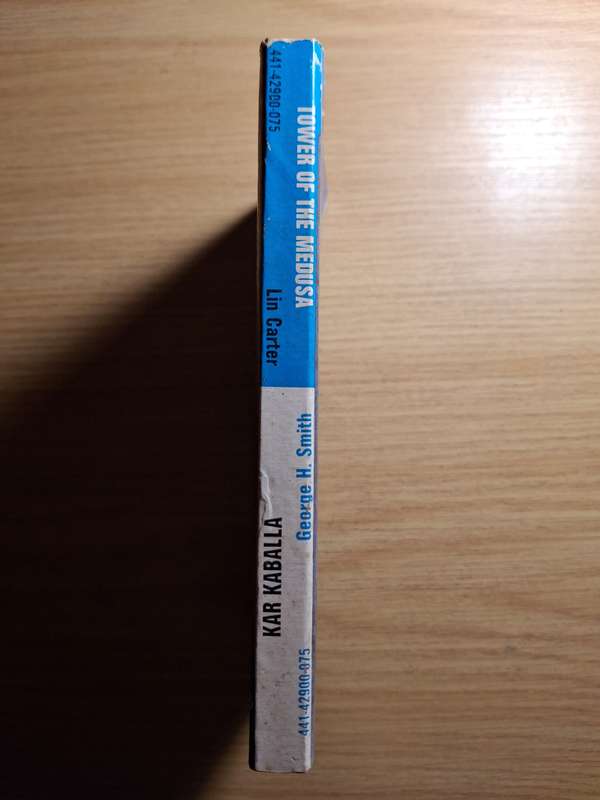 441-42900-075
TOWER OF THE MEDUSA
Lin Carter
KAR KABALLA
George H. Smith
441-42900-075